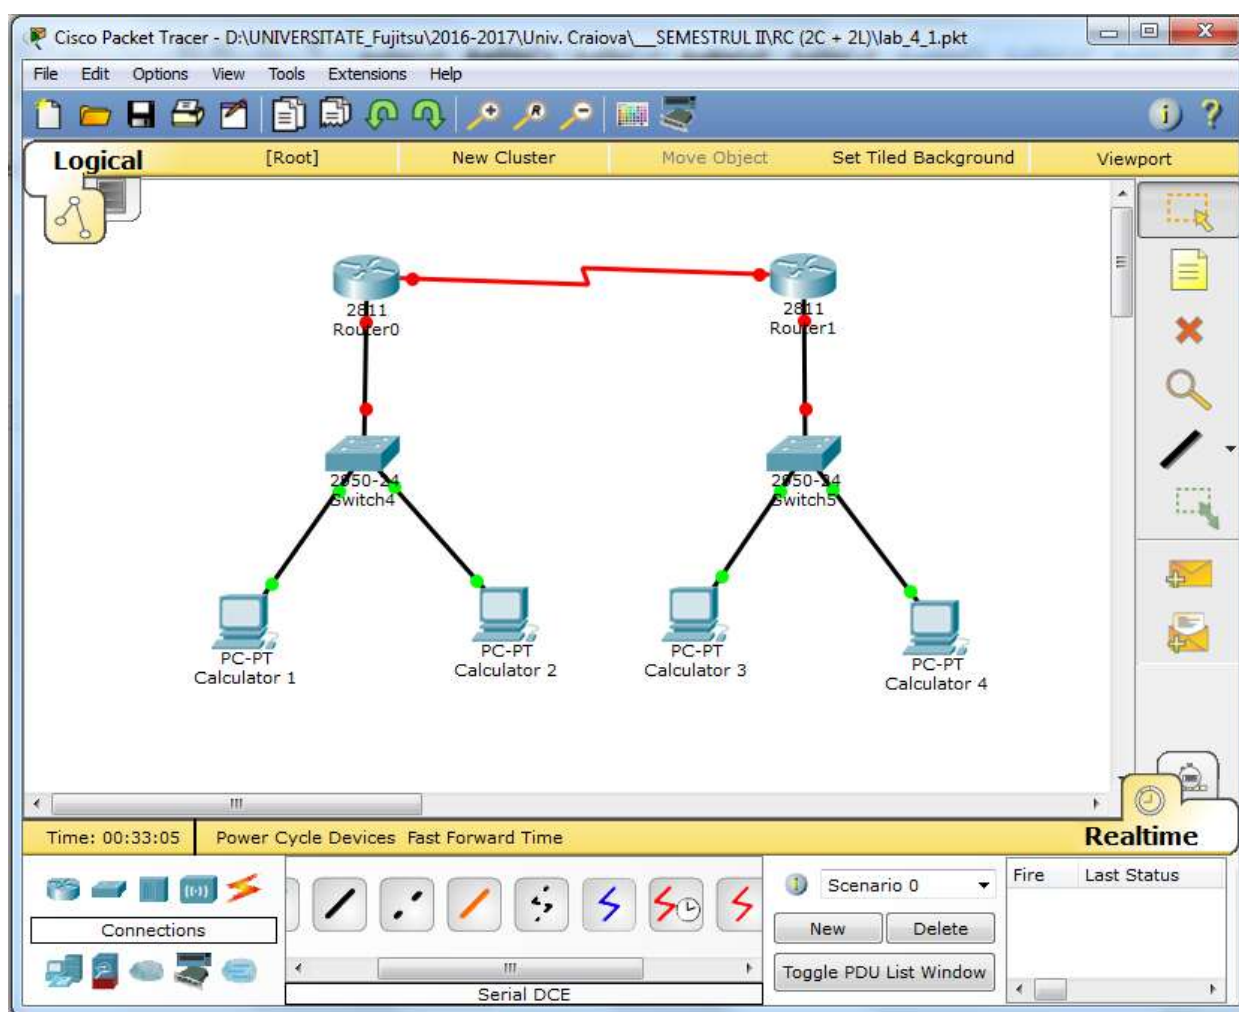 Cisco Packet Tracer - D:\UNIVERSITATE_Fujitsu\2016-2017\Univ. Craiova\__SEMESTRUL II\RC (2C + 2L)\lab_4_1.pkt
File Edit Options View Tools Extensions Help
Logical [Root] New Cluster Move Object Set Tiled Background Viewport
2811
Router0
2811
Router1
2950-24
Switch4
2950-24
Switch5
PC-PT
Calculator 1
PC-PT
Calculator 2
PC-PT
Calculator 3
PC-PT
Calculator 4
Time: 00:33:05 Power Cycle Devices Fast Forward Time Realtime
Connections
Serial DCE
Scenario 0
New Delete
Toggle PDU List Window
Fire Last Status